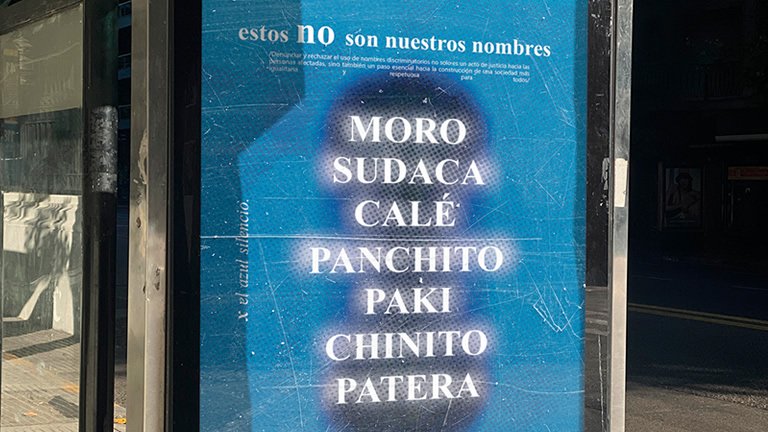 estos no son nuestros nombres
/Denunciar y rechazar el uso de nombres discriminatorios no solo es un acto de justicia hacia las
personas afectadas, sino también un paso esencial hacia la construcción de una sociedad más
igualitaria y respetuosa para todos/
MORO
SUDACA
CALÉ
PANCHITO
PAKI
CHINITO
PATERA
x el azul silencio.